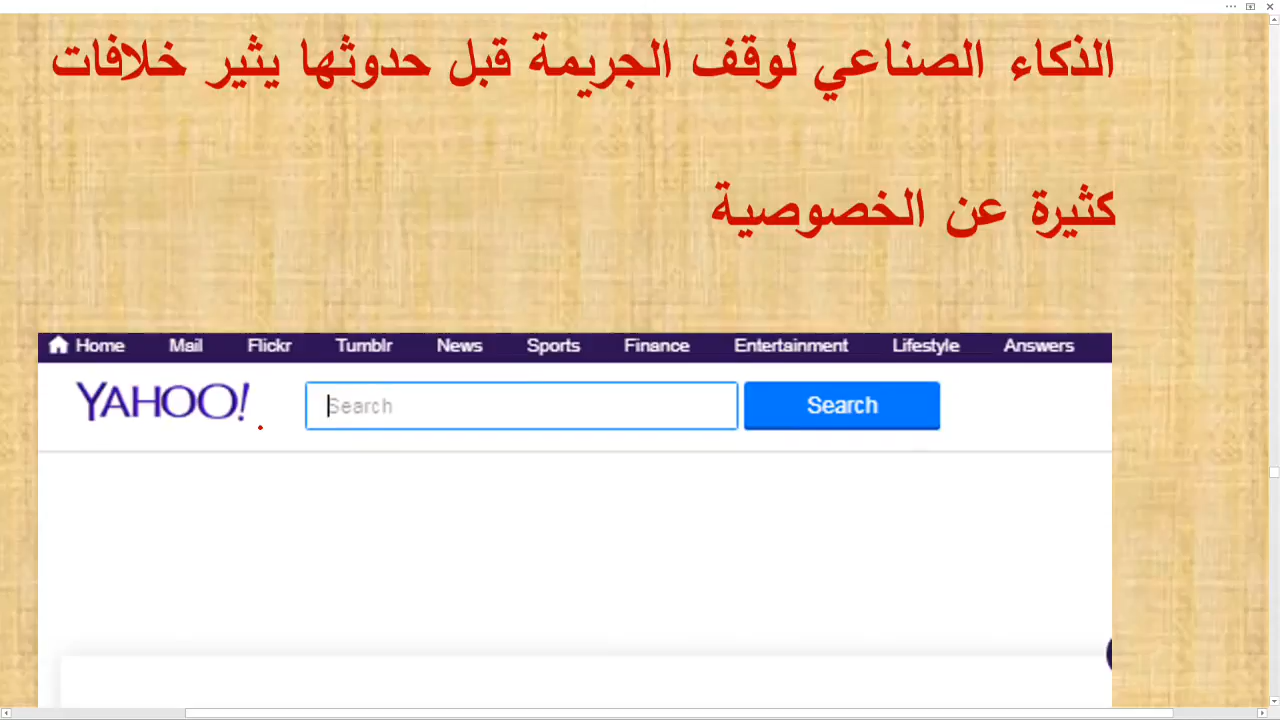 الذكاء الصناعي لوقف الجريمة قبل حدوثها يثير خلافات
كثيرة عن الخصوصية
Home Mail Flickr Tumblr News Sports Finance Entertainment Lifestyle Answers
YAHOO! Search Search